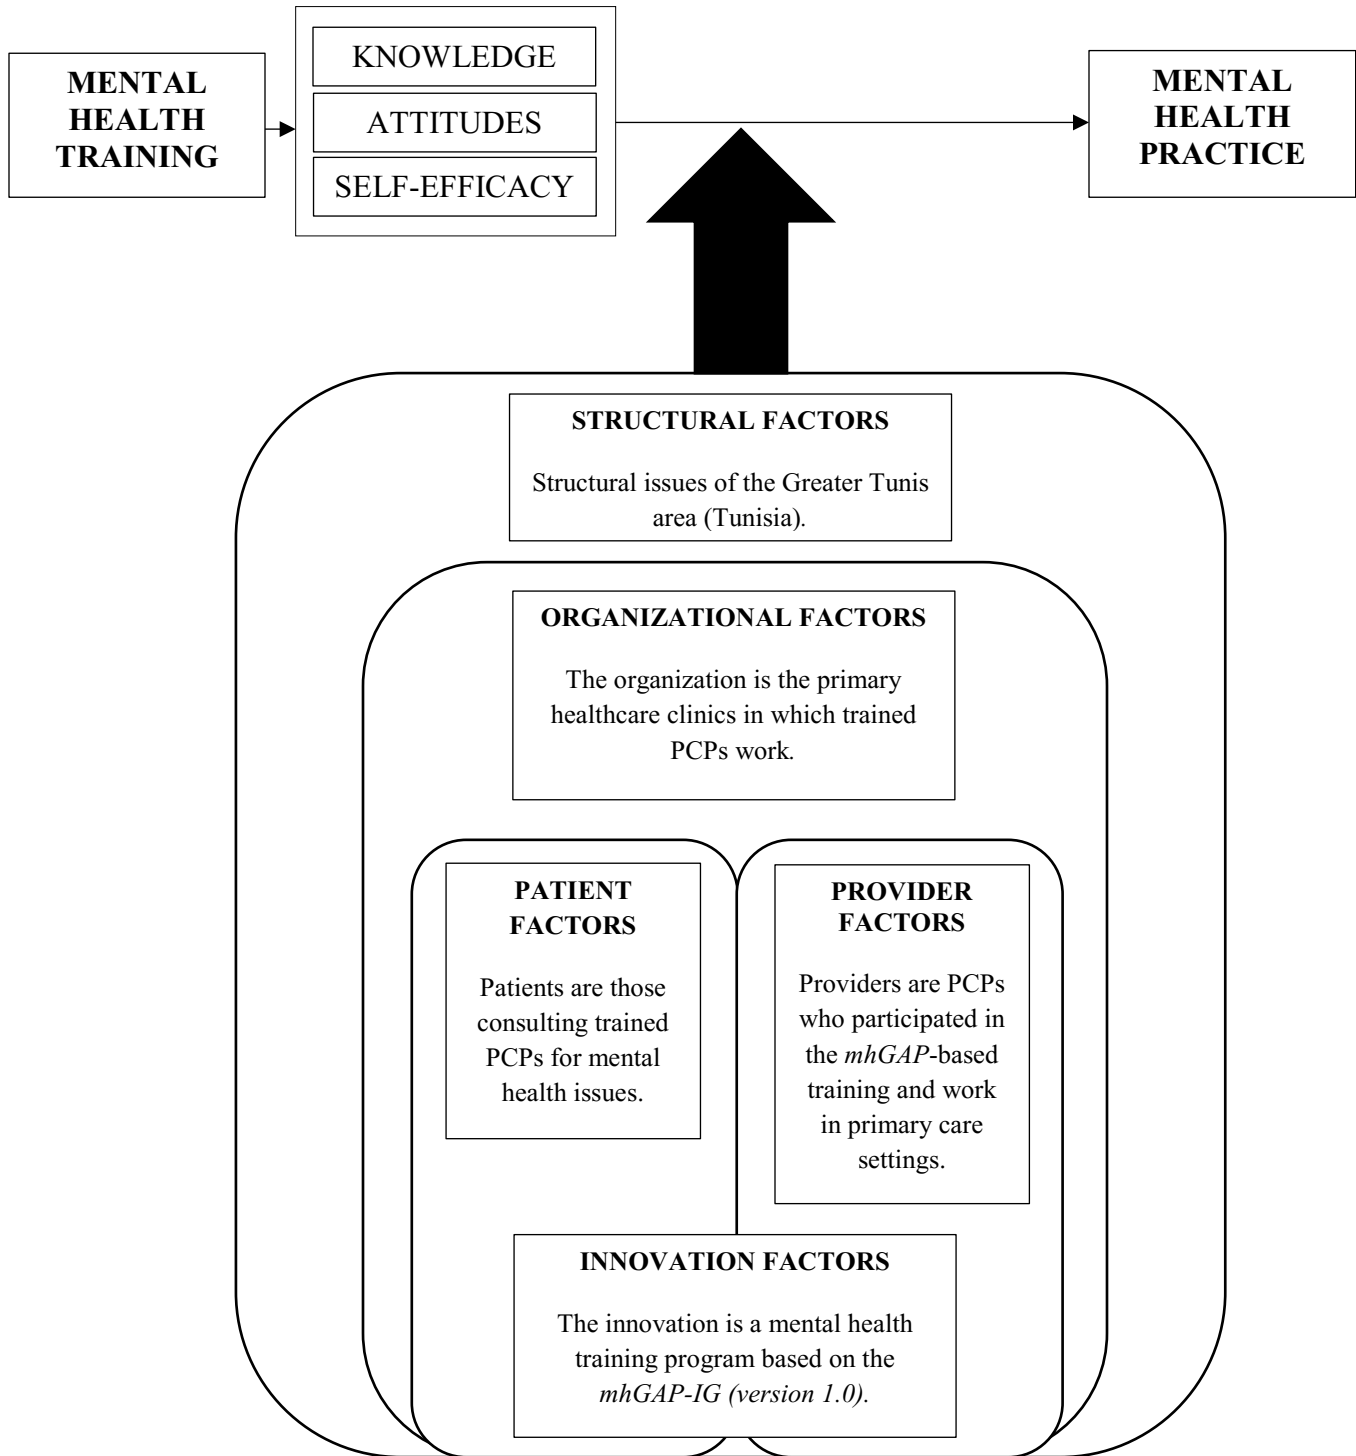 MENTAL
HEALTH
TRAINING
KNOWLEDGE
ATTITUDES
SELF-EFFICACY
MENTAL
HEALTH
PRACTICE
STRUCTURAL FACTORS
Structural issues of the Greater Tunis
area (Tunisia).
ORGANIZATIONAL FACTORS
The organization is the primary
healthcare clinics in which trained
PCPs work.
PATIENT
FACTORS
Patients are those
consulting trained
PCPs for mental
health issues.
PROVIDER
FACTORS
Providers are PCPs
who participated in
the mhGAP-based
training and work
in primary care
settings.
INNOVATION FACTORS
The innovation is a mental health
training program based on the
mhGAP-IG (version 1.0).